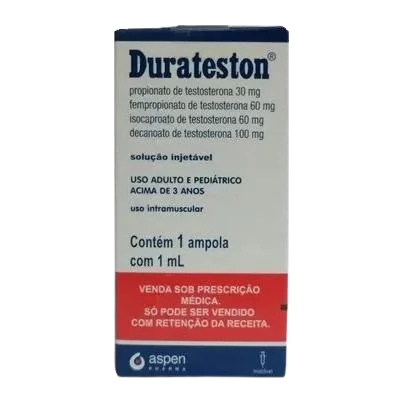 Durateston®
propionato de testosterona 30 mg
fempropionato de testosterona 60 mg
isocaproato de testosterona 60 mg
decanoato de testosterona 100 mg
solução injetável
USO ADULTO E PEDIÁTRICO
ACIMA DE 3 ANOS
uso intramuscular
Contém 1 ampola
com 1 mL
VENDA SOB PRESCRIÇÃO
MÉDICA.
SÓ PODE SER VENDIDO
COM RETENÇÃO DA RECEITA.
aspen
PHARMA